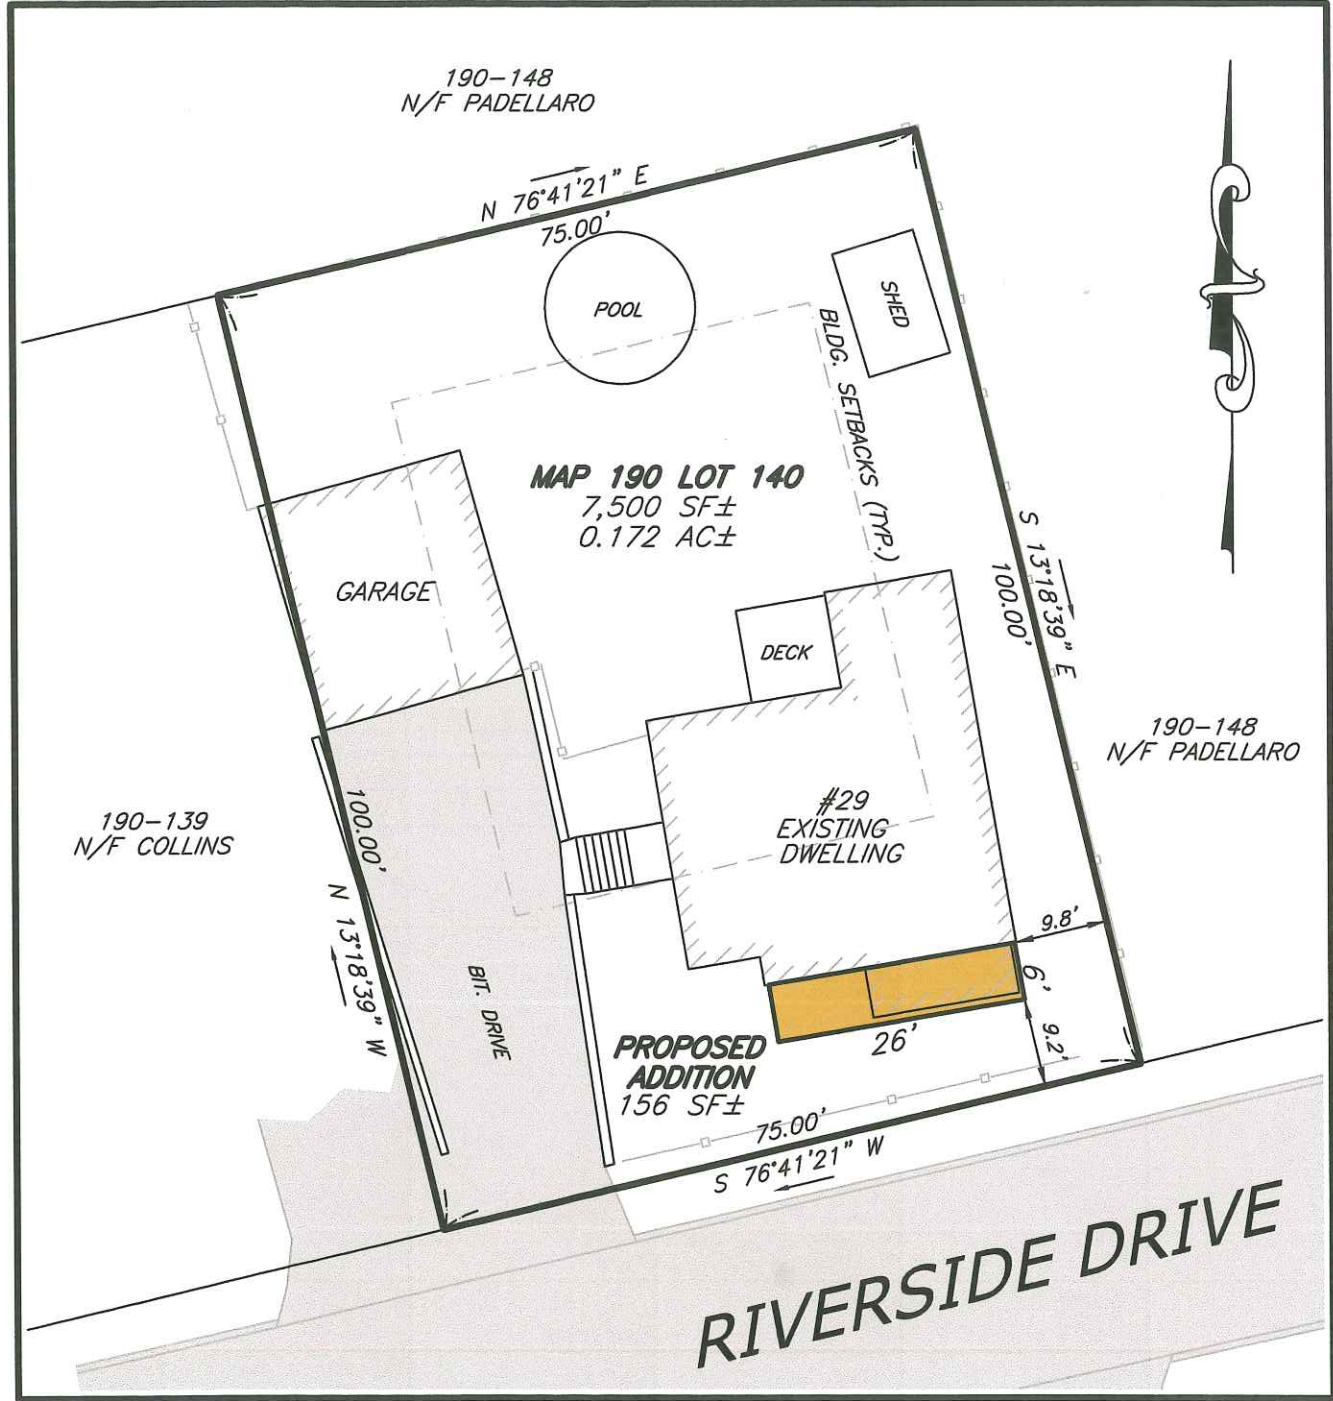 190-148
N/F PADELLARO
N 76°41'21" E
75.00'
POOL
SHED
BLDG. SETBACKS (TYP.)
MAP 190 LOT 140
7,500 SF±
0.172 AC±
GARAGE
S 13°18'39" E
100.00'
DECK
190-148
N/F PADELLARO
190-139
N/F COLLINS
100.00'
N 13°18'39" W
#29
EXISTING
DWELLING
9.8'
6'
BIT. DRIVE
26'
9.2'
PROPOSED
ADDITION
156 SF±
75.00'
S 76°41'21" W
RIVERSIDE DRIVE